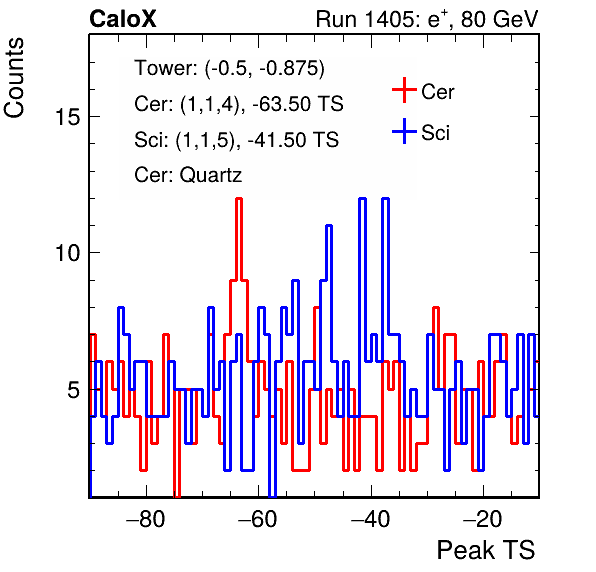 CaloX Run 1405: e⁺, 80 GeV
Counts
Tower: (-0.5, -0.875)
Cer: (1,1,4), -63.50 TS
Sci: (1,1,5), -41.50 TS
Cer: Quartz
Cer
Sci
15
10
5
−80 −60 −40 −20
Peak TS